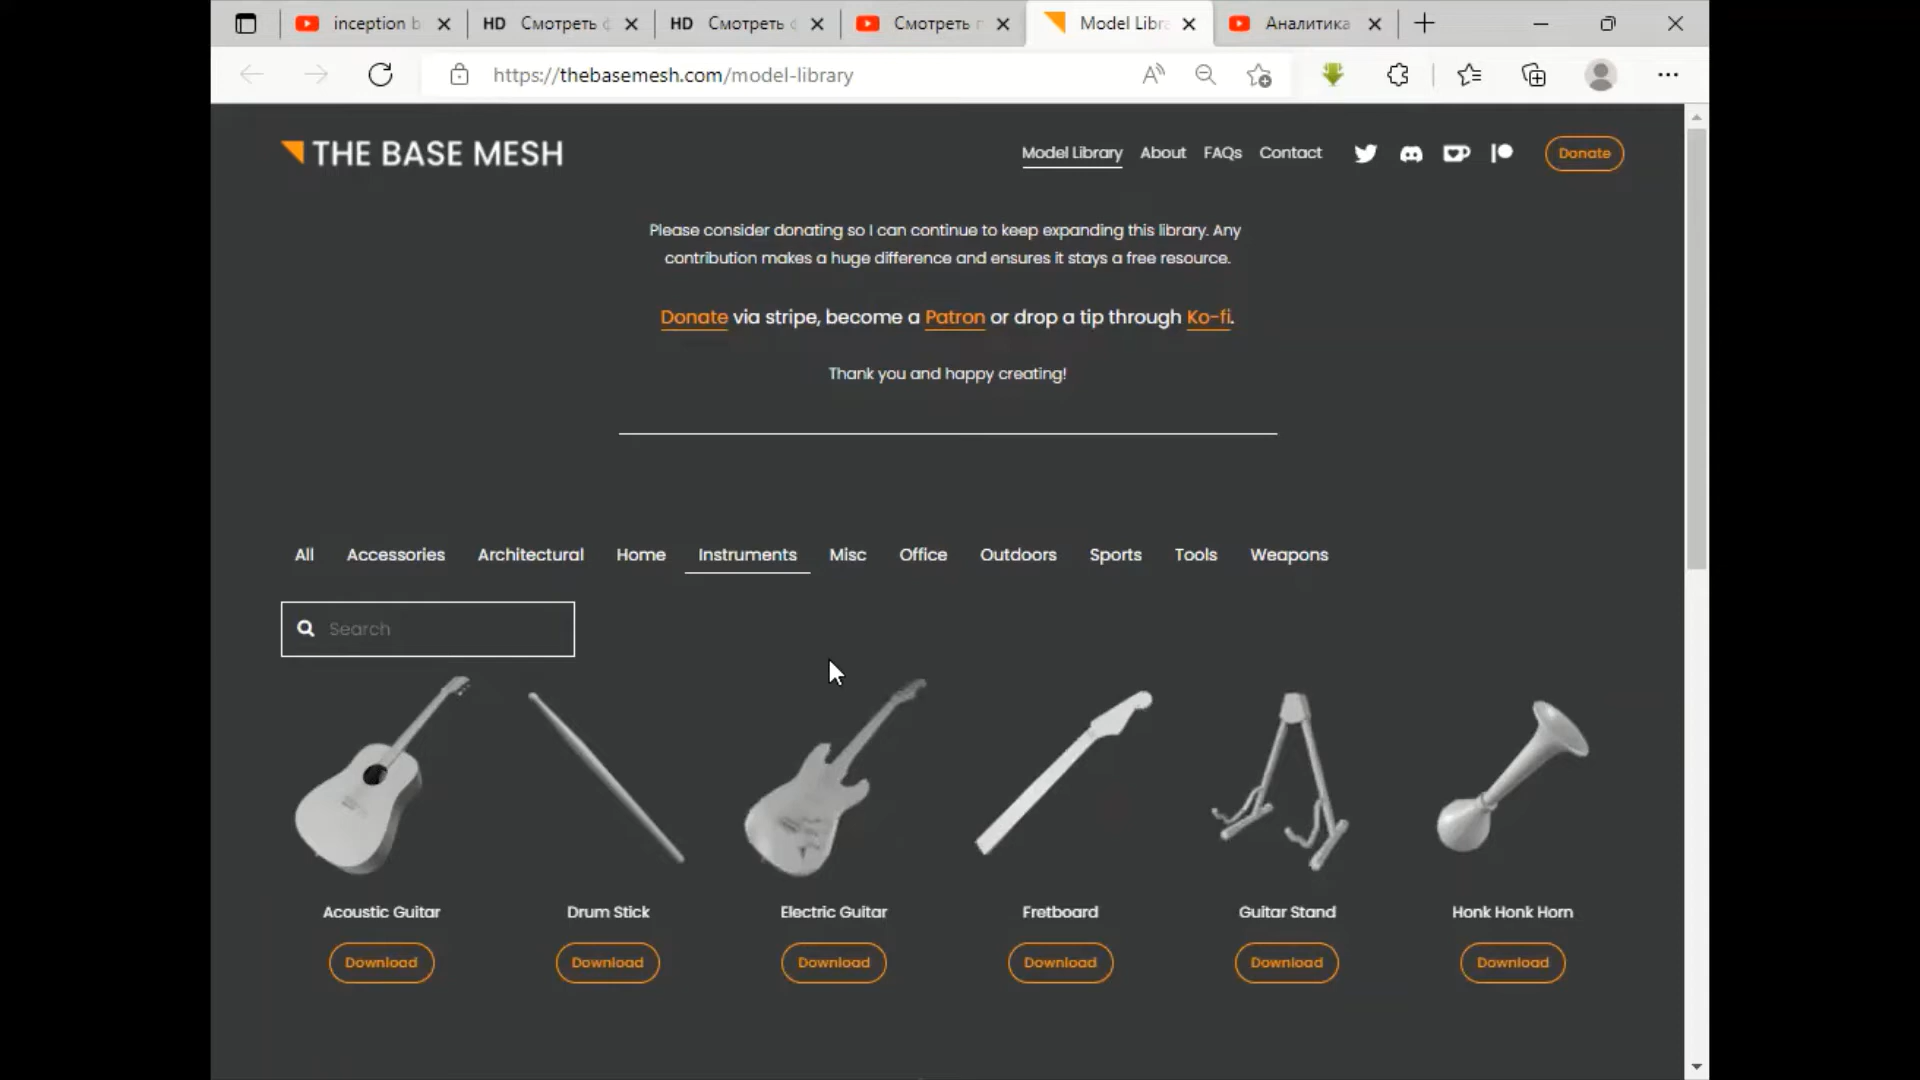 inception b
HD Смотреть ф
HD Смотреть ф
Смотреть п
Model Libra
Аналитика
https://thebasemesh.com/model-library
THE BASE MESH
Model Library About FAQs Contact Donate
Please consider donating so I can continue to keep expanding this library. Any
contribution makes a huge difference and ensures it stays a free resource.
Donate via stripe, become a Patron or drop a tip through Ko-fi.
Thank you and happy creating!
All Accessories Architectural Home Instruments Misc Office Outdoors Sports Tools Weapons
Search
Acoustic Guitar Drum Stick Electric Guitar Fretboard Guitar Stand Honk Honk Horn
Download Download Download Download Download Download